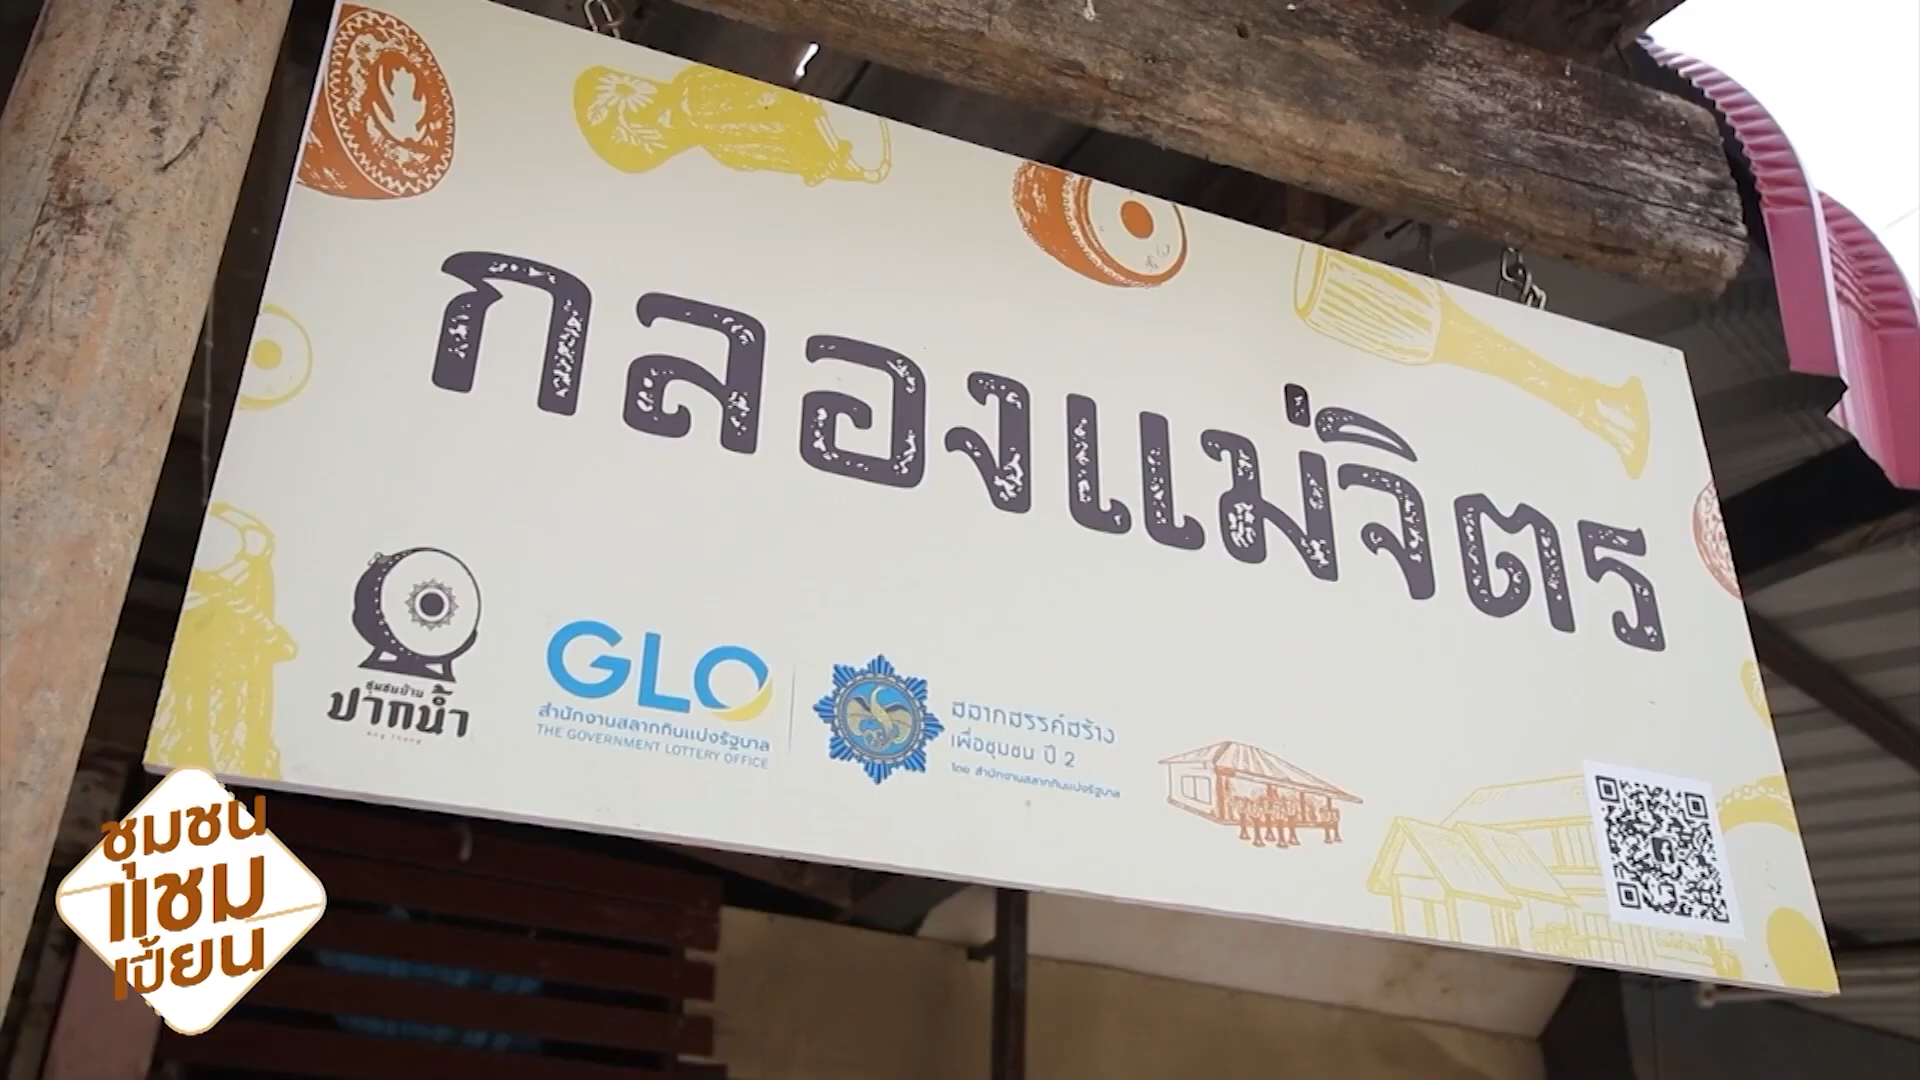 กลองแม่จิตร
ชุมชนบ้าน
ปากน้ำ
Ang Thong
GLO
สำนักงานสลากกินแบ่งรัฐบาล
THE GOVERNMENT LOTTERY OFFICE
สลากสรรค์สร้าง
เพื่อชุมชน ปี 2
โดย สำนักงานสลากกินแบ่งรัฐบาล
ชุมชน
แชม
เปี้ยน